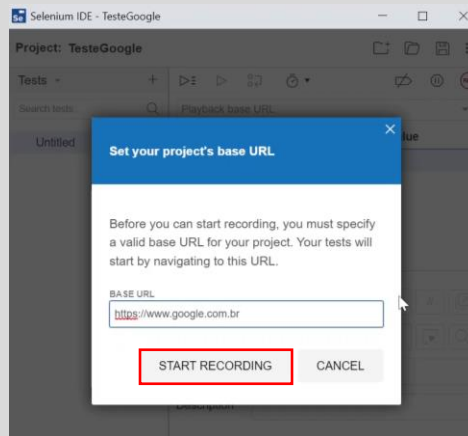 Selenium IDE - TesteGoogle
Project: TesteGoogle
Tests
Search tests
Playback base URL
Untitled
Set your project's base URL
Before you can start recording, you must specify
a valid base URL for your project. Your tests will
start by navigating to this URL.
BASE URL
https://www.google.com.br
START RECORDING CANCEL
Description